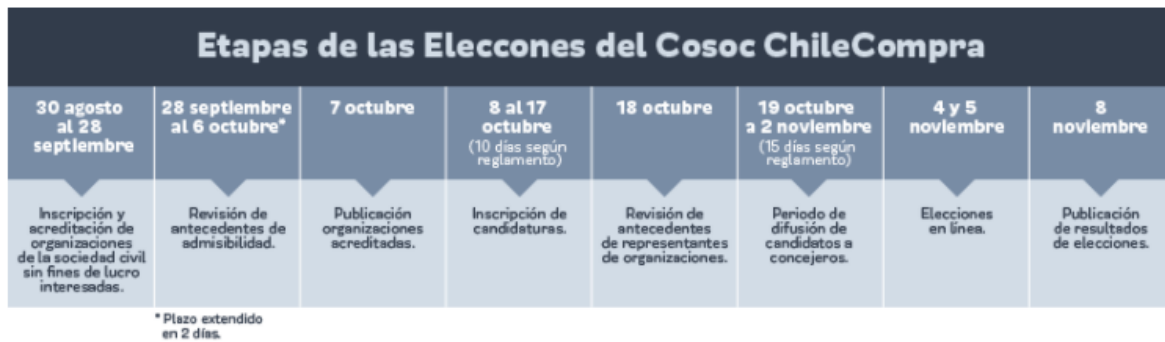 Etapas de las Eleccones del Cosoc ChileCompra
30 agosto
al 28
septiembre
28 septiembre
al 6 octubre*
7 octubre
8 al 17
octubre
(10 días según
reglamento)
18 octubre
19 octubre
a 2 noviembre
(15 días según
reglamento)
4 y 5
noviembre
8
noviembre
Inscripción y
acreditación de
organizaciones
de la sociedad civil
sin fines de lucro
interesadas.
Revisión de
antecedentes de
admisibilidad.
Publicación
organizaciones
acreditadas.
Inscripción de
candidaturas.
Revisión de
antecedentes
de representantes
de organizaciones.
Periodo de
difusión de
candidatos a
concejeros.
Elecciones
en línea.
Publicación
de resultados
de elecciones.
* Plazo extendido
en 2 días.